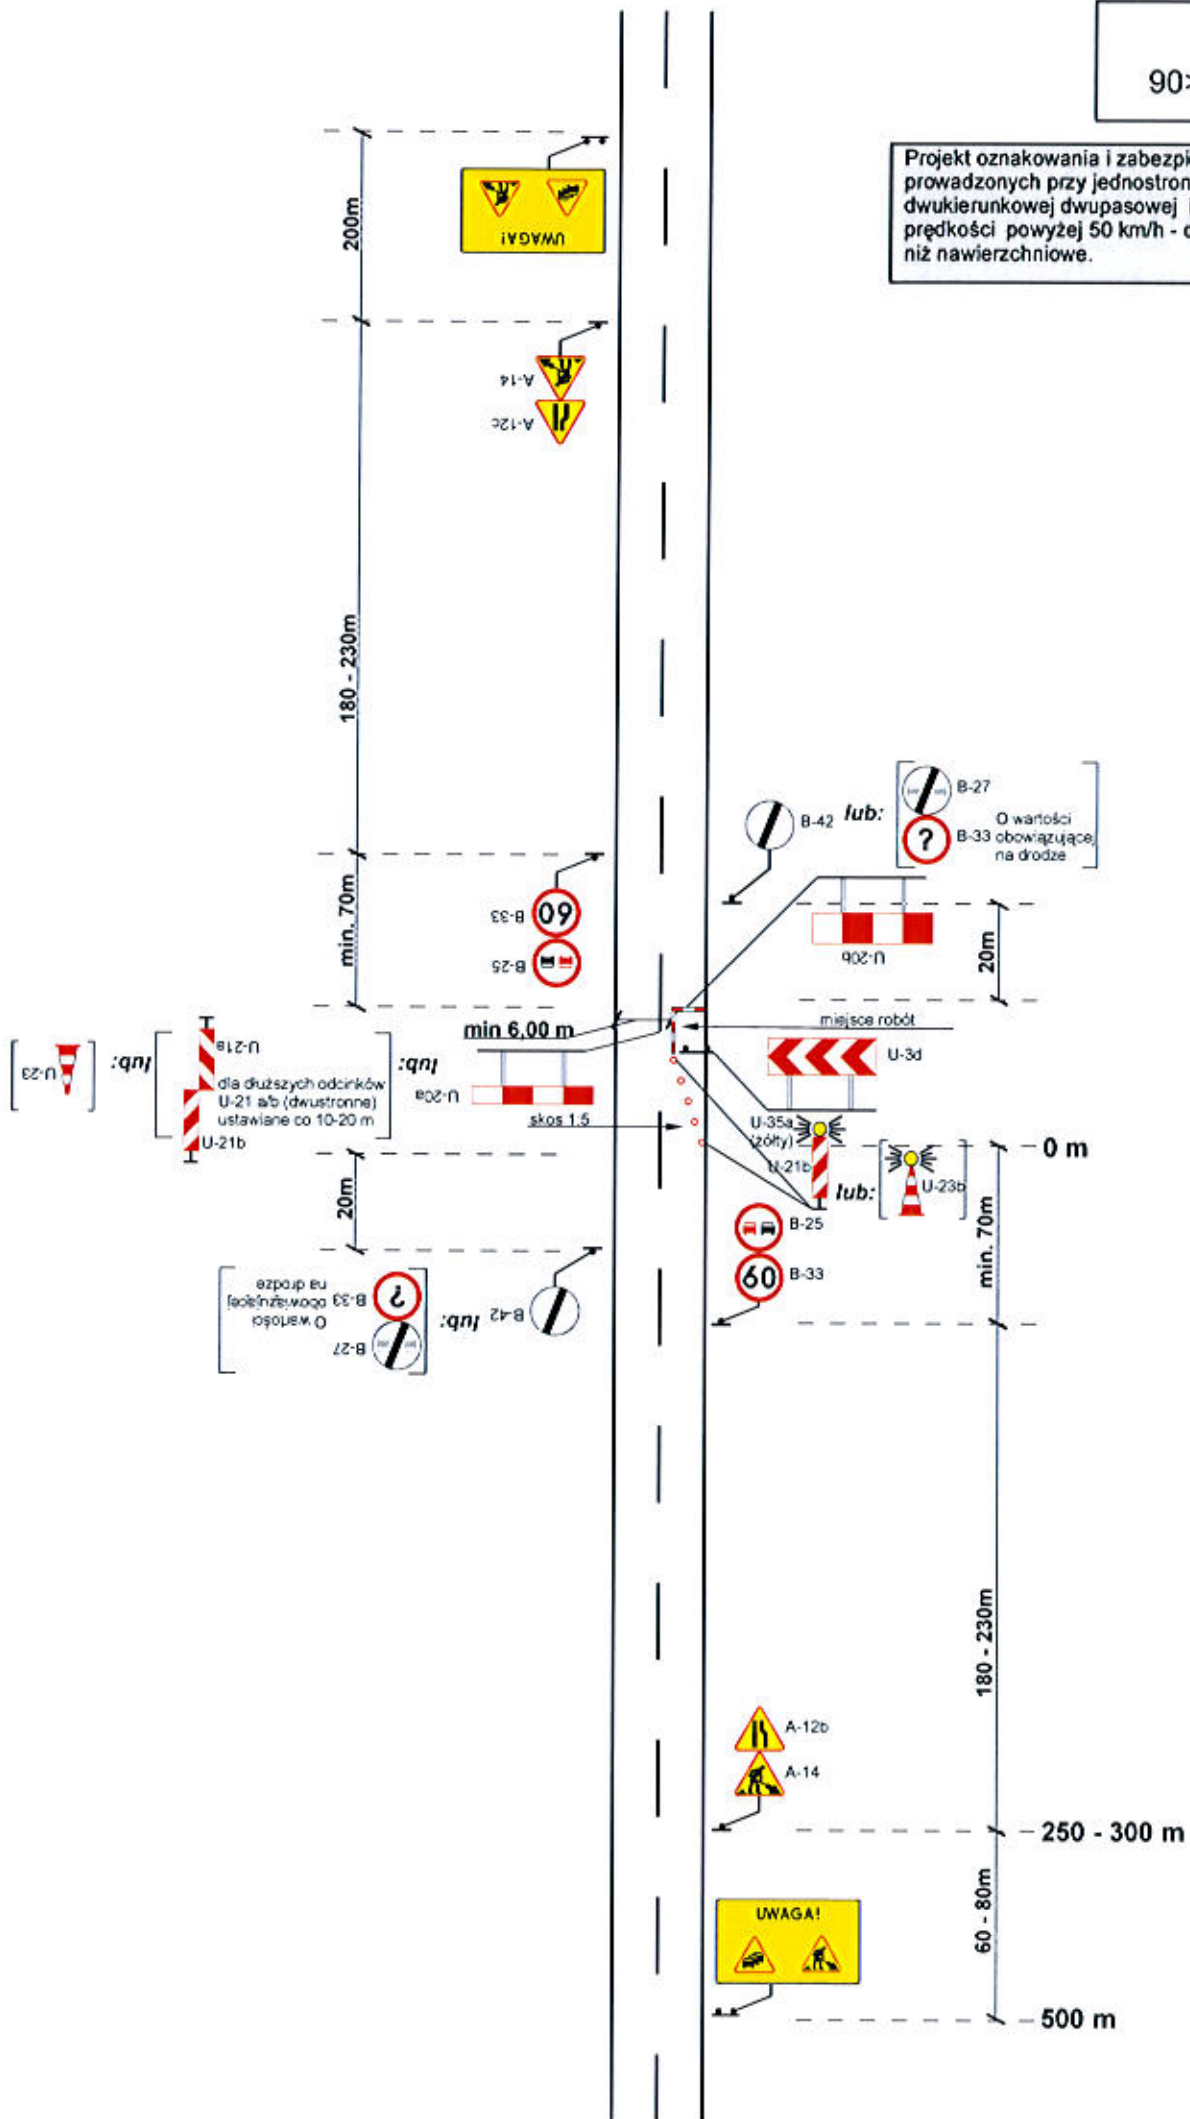 90>
Projekt oznakowania i zabezpi
prowadzonych przy jednostron
dwukierunkowej dwupasowej
prędkości powyżej 50 km/h -
niż nawierzchniowe.
200m
UWAGA!
A-14
A-12c
180 - 230m
B-42
lub:
B-27
B-33
?
O wartości
obowiązującej
na drodze
min. 70m
B-33
60
B-25
U-20b
20m
min 6,00 m
miejsce robót
U-3d
U-23
lub:
U-21a
dla dłuższych odcinków
U-21 a/b (dwustronne)
ustawiane co 10-20 m
U-21b
lub:
U-20a
skos 1:5
U-35a
(żółty)
U-21b
lub:
U-23b
0 m
20m
min. 70m
B-25
60
B-33
B-42
lub:
?
B-33
O wartości
obowiązującej
na drodze
B-27
180 - 230m
A-12b
A-14
250 - 300 m
60 - 80m
UWAGA!
500 m